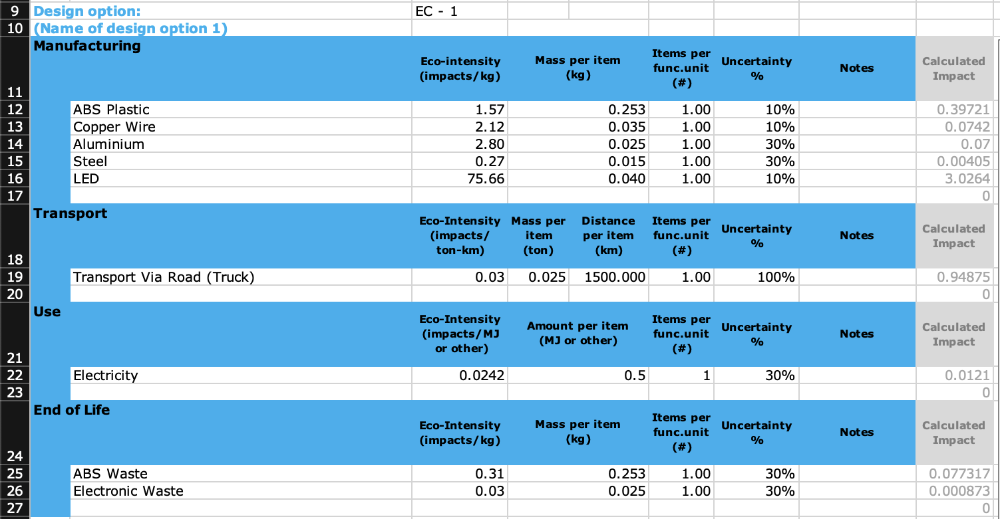 9 Design option: EC - 1
10 (Name of design option 1)
11 Manufacturing Eco-intensity (impacts/kg) Mass per item (kg) Items per func.unit (#) Uncertainty % Notes Calculated Impact
12 ABS Plastic 1.57 0.253 1.00 10% 0.39721
13 Copper Wire 2.12 0.035 1.00 10% 0.0742
14 Aluminium 2.80 0.025 1.00 30% 0.07
15 Steel 0.27 0.015 1.00 30% 0.00405
16 LED 75.66 0.040 1.00 10% 3.0264
17 0
18 Transport Eco-Intensity (impacts/ ton-km) Mass per item (ton) Distance per item (km) Items per func.unit (#) Uncertainty % Notes Calculated Impact
19 Transport Via Road (Truck) 0.03 0.025 1500.000 1.00 100% 0.94875
20 0
21 Use Eco-Intensity (impacts/MJ or other) Amount per item (MJ or other) Items per func.unit (#) Uncertainty % Notes Calculated Impact
22 Electricity 0.0242 0.5 1 30% 0.0121
23 0
24 End of Life Eco-Intensity (impacts/kg) Mass per item (kg) Items per func.unit (#) Uncertainty % Notes Calculated Impact
25 ABS Waste 0.31 0.253 1.00 30% 0.077317
26 Electronic Waste 0.03 0.025 1.00 30% 0.000873
27 0